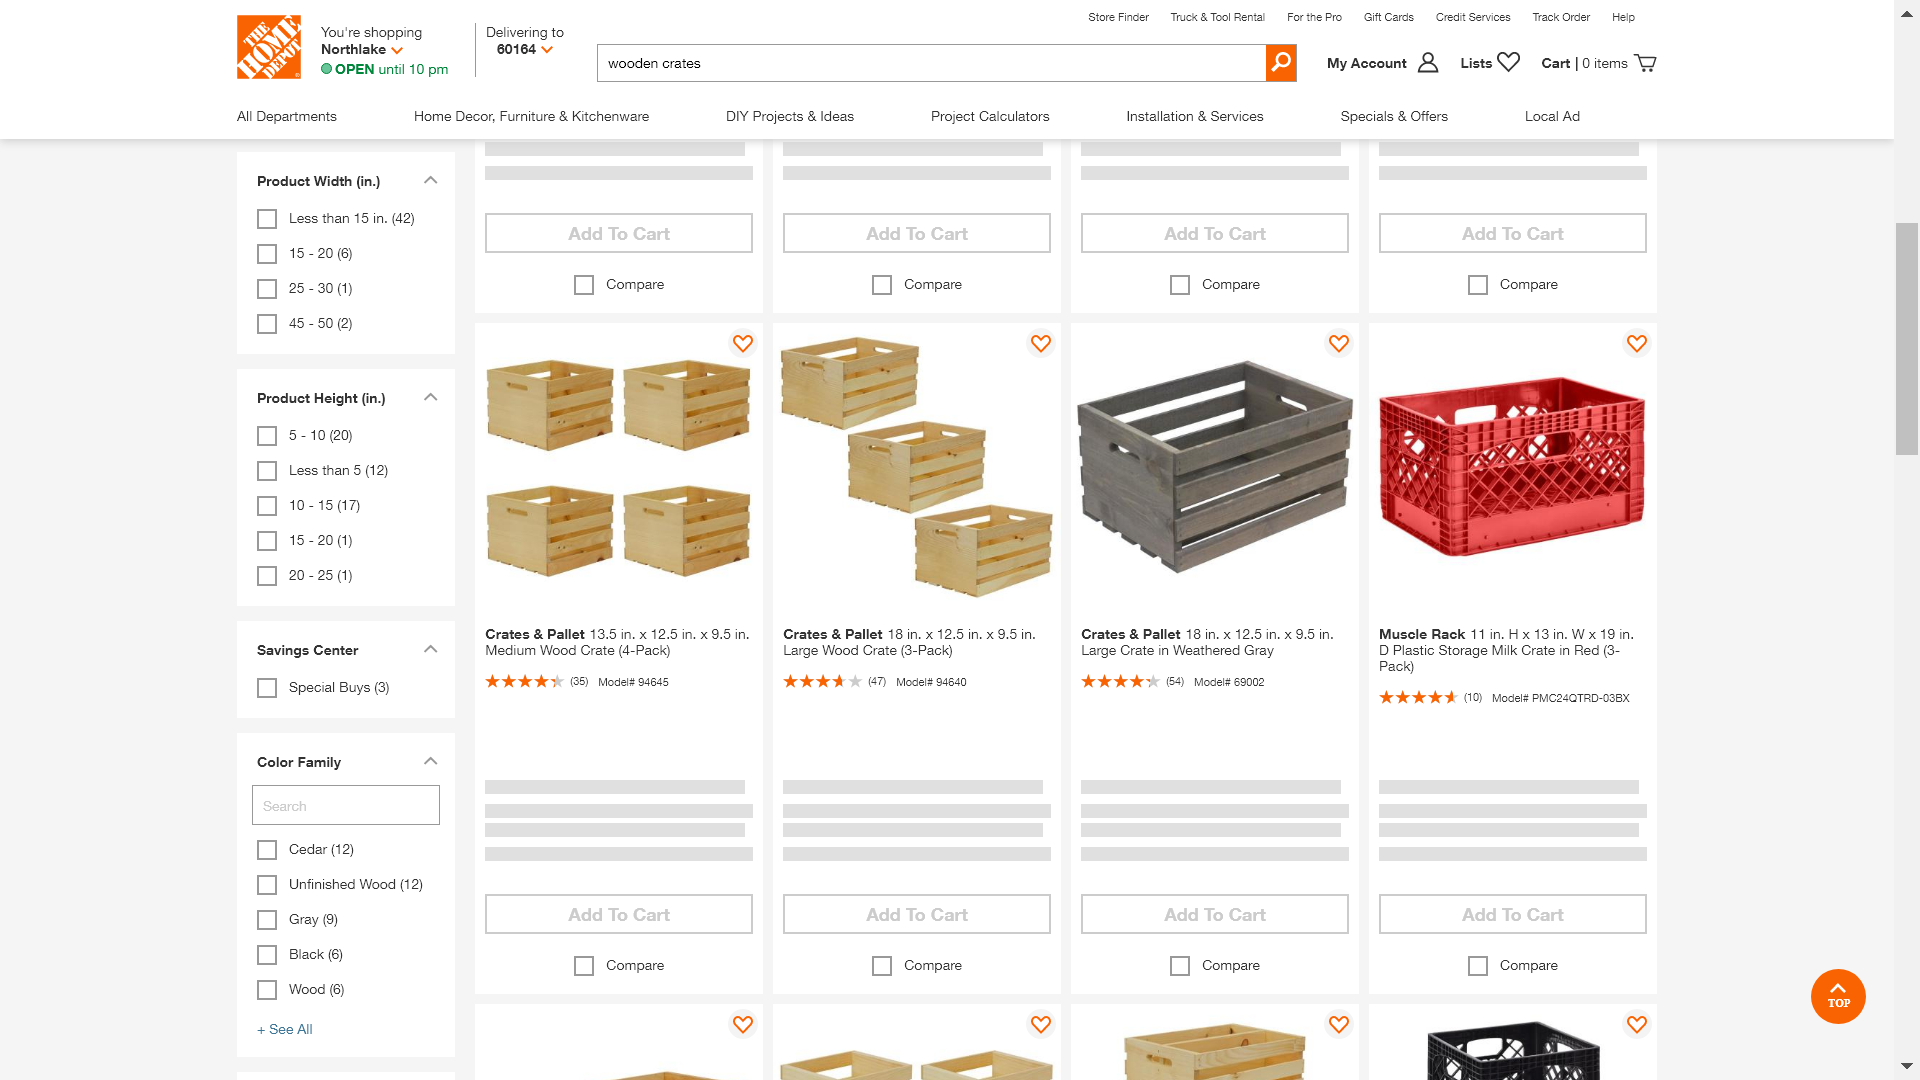 Store Finder
Truck & Tool Rental
For the Pro
Gift Cards
Credit Services
Track Order
Help
THE HOME DEPOT
You're shopping
Northlake
OPEN until 10 pm
Delivering to
60164
wooden crates
My Account
Lists
Cart | 0 items
All Departments
Home Decor, Furniture & Kitchenware
DIY Projects & Ideas
Project Calculators
Installation & Services
Specials & Offers
Local Ad
Product Width (in.)
Less than 15 in. (42)
15 - 20 (6)
25 - 30 (1)
45 - 50 (2)
Product Height (in.)
5 - 10 (20)
Less than 5 (12)
10 - 15 (17)
15 - 20 (1)
20 - 25 (1)
Savings Center
Special Buys (3)
Color Family
Search
Cedar (12)
Unfinished Wood (12)
Gray (9)
Black (6)
Wood (6)
+ See All
Add To Cart
Add To Cart
Add To Cart
Add To Cart
Compare
Compare
Compare
Compare
Crates & Pallet 13.5 in. x 12.5 in. x 9.5 in.
Medium Wood Crate (4-Pack)
(35) Model# 94645
Crates & Pallet 18 in. x 12.5 in. x 9.5 in.
Large Wood Crate (3-Pack)
(47) Model# 94640
Crates & Pallet 18 in. x 12.5 in. x 9.5 in.
Large Crate in Weathered Gray
(54) Model# 69002
Muscle Rack 11 in. H x 13 in. W x 19 in.
D Plastic Storage Milk Crate in Red (3-
Pack)
(10) Model# PMC24QTRD-03BX
Add To Cart
Add To Cart
Add To Cart
Add To Cart
Compare
Compare
Compare
Compare
TOP